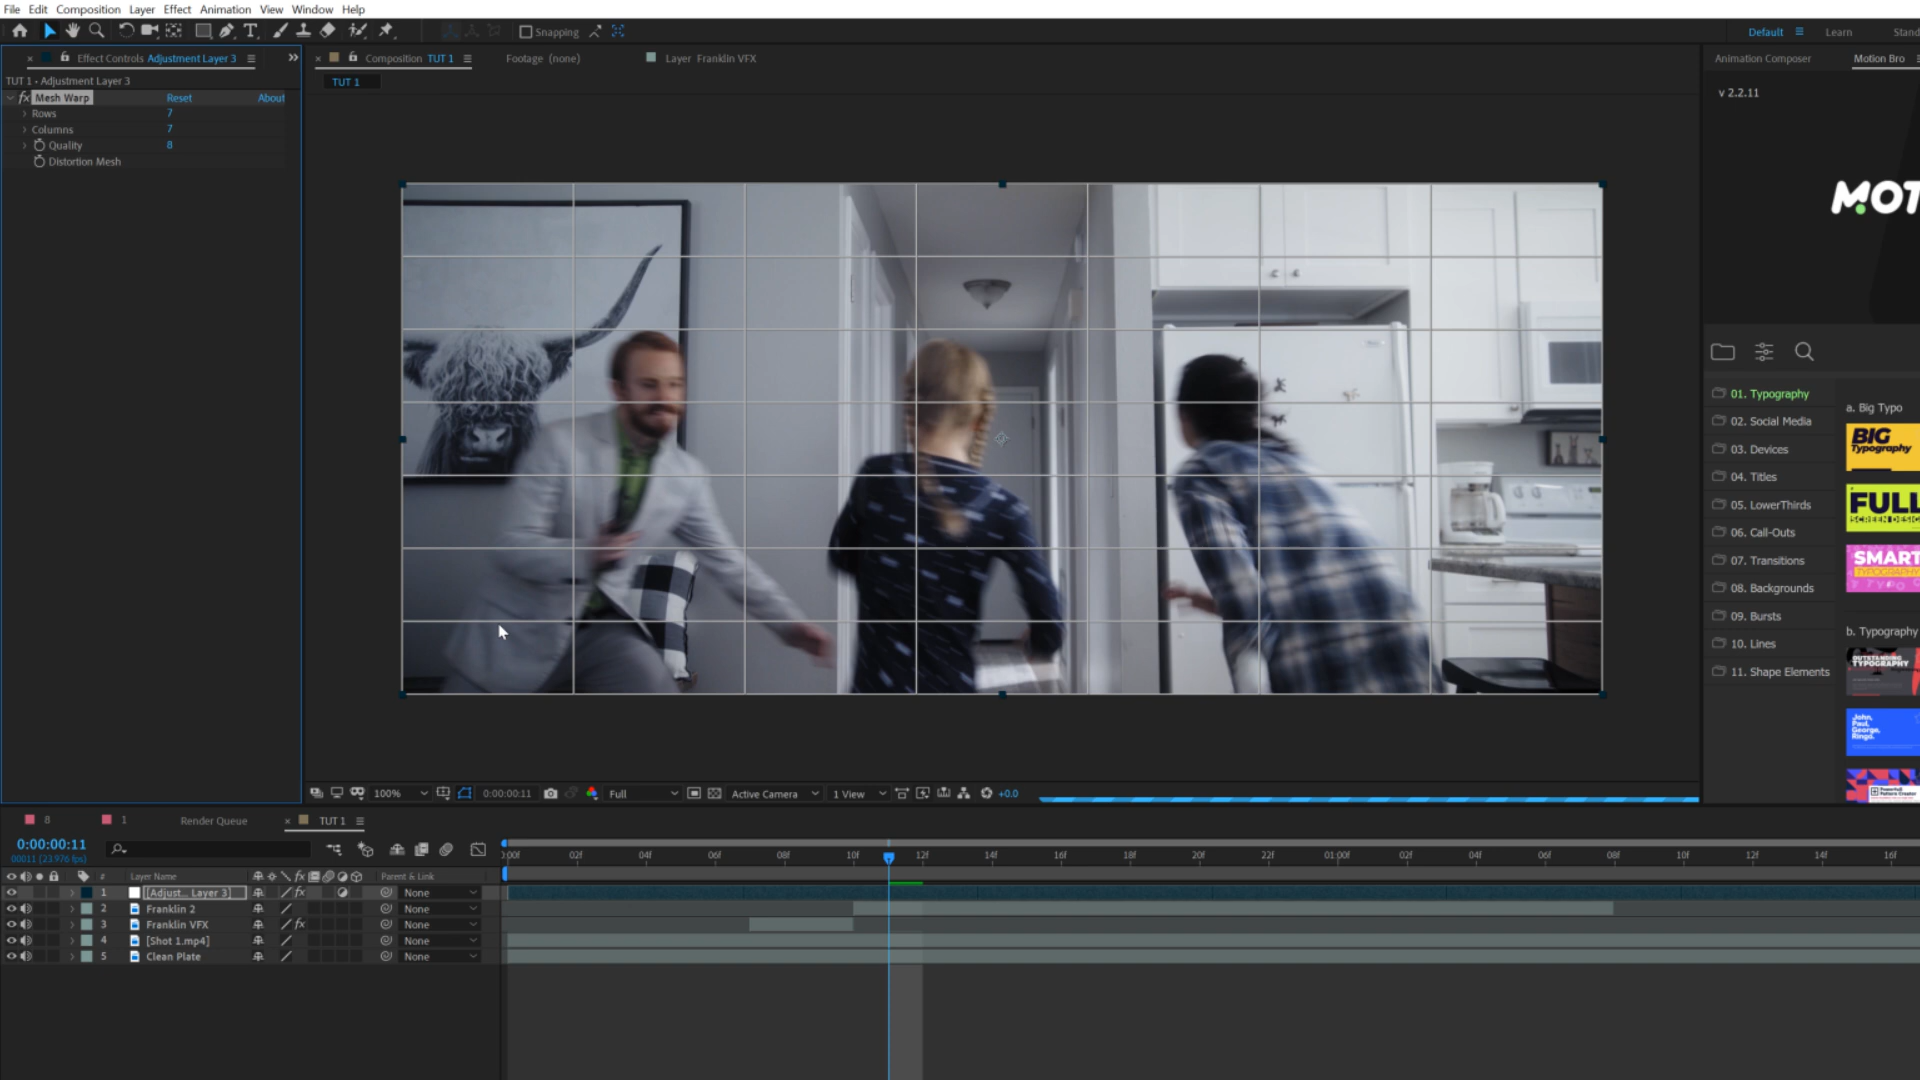 File Edit Composition Layer Effect Animation View Window Help
Snapping
Default
Learn
Stand
Effect Controls Adjustment Layer 3
Composition TUT 1
Footage (none)
Layer Franklin VFX
Animation Composer
Motion Bro
TUT 1 • Adjustment Layer 3
TUT 1
v 2.2.11
fx Mesh Warp Reset About
Rows 7
Columns 7
Quality 8
Distortion Mesh
MOT
01. Typography
02. Social Media
03. Devices
04. Titles
05. LowerThirds
06. Call-Outs
07. Transitions
08. Backgrounds
09. Bursts
10. Lines
11. Shape Elements
a. Big Typo
BIG
Typography
FULL
SCREEN DESIG
SMART
TYPOGRAPHY
b. Typography
OUTSTANDING
TYPOGRAPHY
John,
Paul,
George,
Ringo.
100% 0:00:00:11 Full Active Camera 1 View +0.0
8 1 Render Queue TUT 1
0:00:00:11
00011 (23.976 fps)
:00f 02f 04f 06f 08f 10f 12f 14f 16f 18f 20f 22f 01:00f 02f 04f 06f 08f 10f 12f 14f 16f
# Layer Name fx Parent & Link
1 [Adjust... Layer 3] fx None
2 Franklin 2 None
3 Franklin VFX fx None
4 [Shot 1.mp4] None
5 Clean Plate None